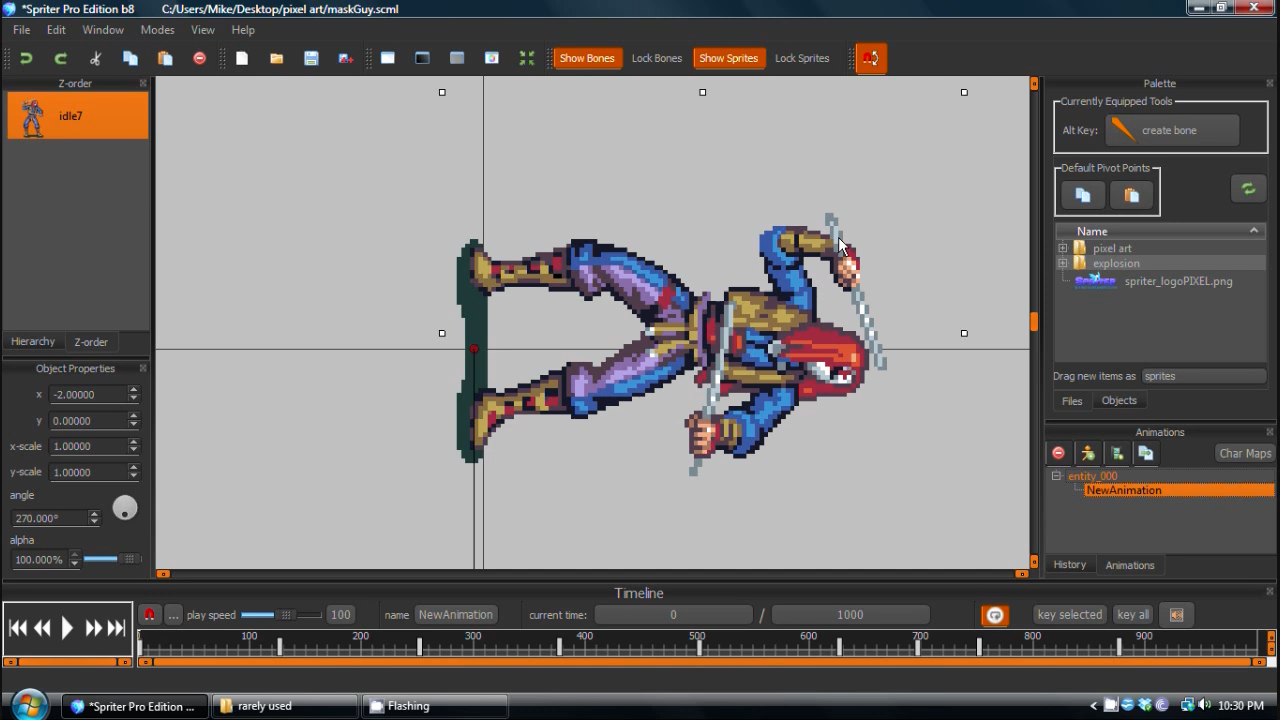 *Spriter Pro Edition b8 C:/Users/Mike/Desktop/pixel art/maskGuy.scml
File Edit Windows Modes View Help
Show Bones Lock Bones Show Sprites Lock Sprites
Z-order
idle7
Hierarchy Z-order
Object Properties
x -2.00000
y 0.00000
x-scale 1.00000
y-scale 1.00000
angle
270.000°
alpha
100.000%
Palette
Currently Equipped Tools
Alt Key: create bone
Default Pivot Points
Name
pixel art
explosion
spriter_logoPIXEL.png
Drag new items as sprites
Files Objects
Animations
Char Maps
entity_000
NewAnimation
History Animations
Timeline
... play speed 100 name NewAnimation current time: 0 / 1000 key selected key all
100 200 300 400 500 600 700 800 900
*Spriter Pro Edition ... rarely used Flashing 10:30 PM